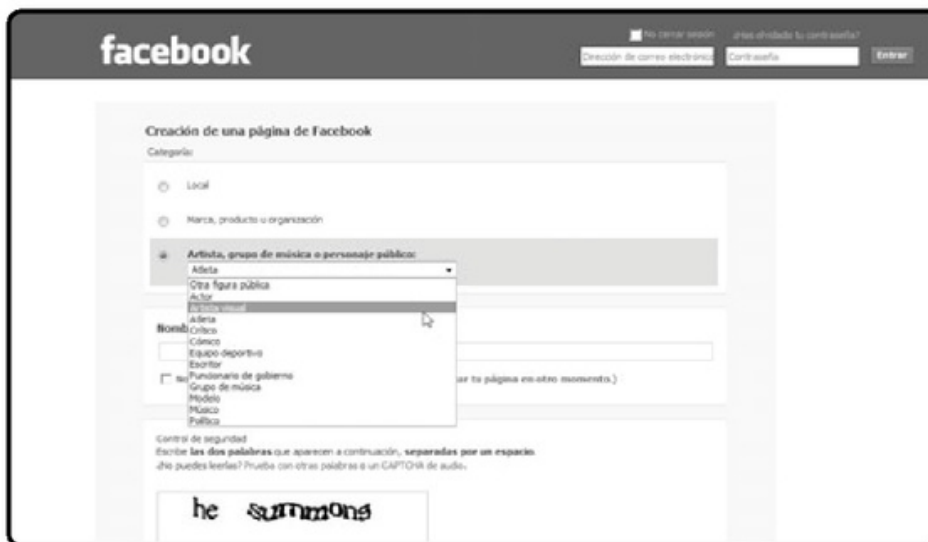 facebook
No cerrar sesión
¿Has olvidado tu contraseña?
Dirección de correo electrónico
Contraseña
Entrar
Creación de una página de Facebook
Categoría:
Local
Marca, producto u organización
Artista, grupo de música o personaje público:
Atleta
Otra figura pública
Actor
Artista visual
Atleta
Crítico
Cómico
Equipo deportivo
Escritor
Funcionario de gobierno
Grupo de música
Modelo
Músico
Político
Nomb
ar tu página en otro momento.)
Control de seguridad
Escribe las dos palabras que aparecen a continuación, separadas por un espacio.
¿No puedes leerlas? Prueba con otras palabras o un CAPTCHA de audio.
he summons